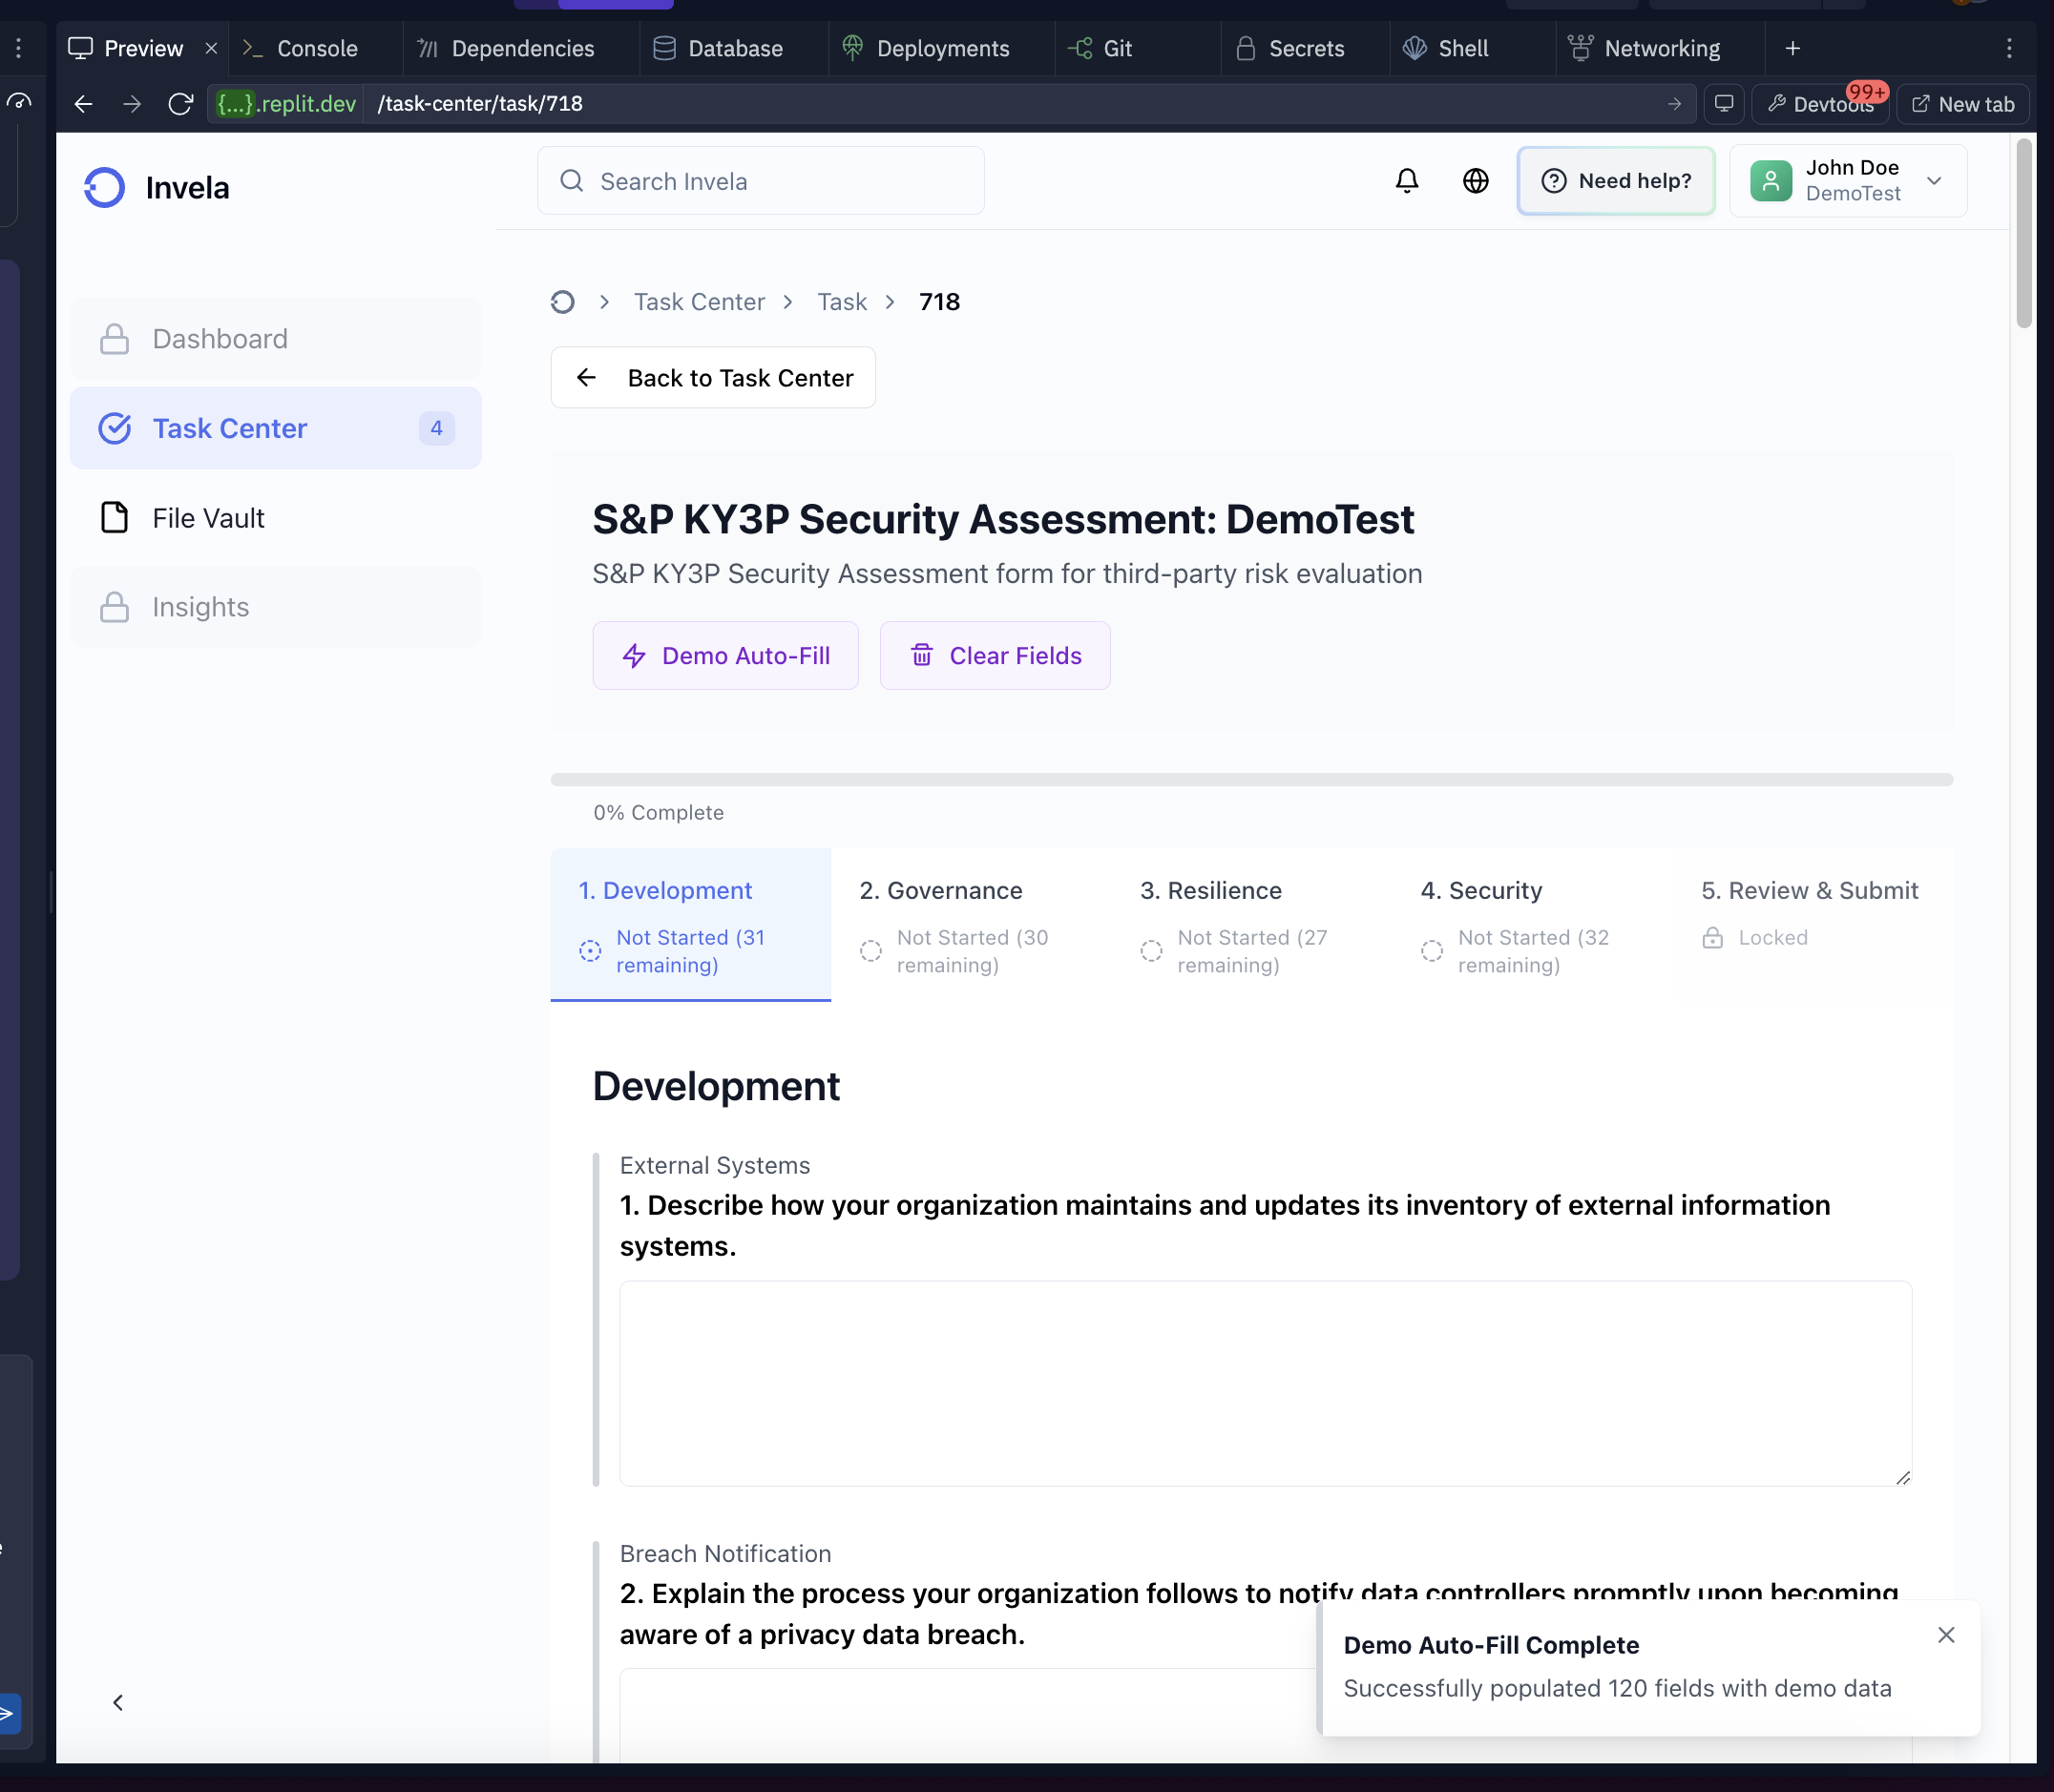 Preview
Console
Dependencies
Database
Deployments
Git
Secrets
Shell
Networking
{...}.replit.dev
/task-center/task/718
Devtools
99+
New tab
Invela
Search Invela
Need help?
John Doe
DemoTest
Dashboard
Task Center
4
File Vault
Insights
Task Center
Task
718
Back to Task Center
S&P KY3P Security Assessment: DemoTest
S&P KY3P Security Assessment form for third-party risk evaluation
Demo Auto-Fill
Clear Fields
0% Complete
1. Development
Not Started (31
remaining)
2. Governance
Not Started (30
remaining)
3. Resilience
Not Started (27
remaining)
4. Security
Not Started (32
remaining)
5. Review & Submit
Locked
Development
External Systems
1. Describe how your organization maintains and updates its inventory of external information
systems.
Breach Notification
2. Explain the process your organization follows to notify data controllers promptly upon becoming
aware of a privacy data breach.
Demo Auto-Fill Complete
Successfully populated 120 fields with demo data